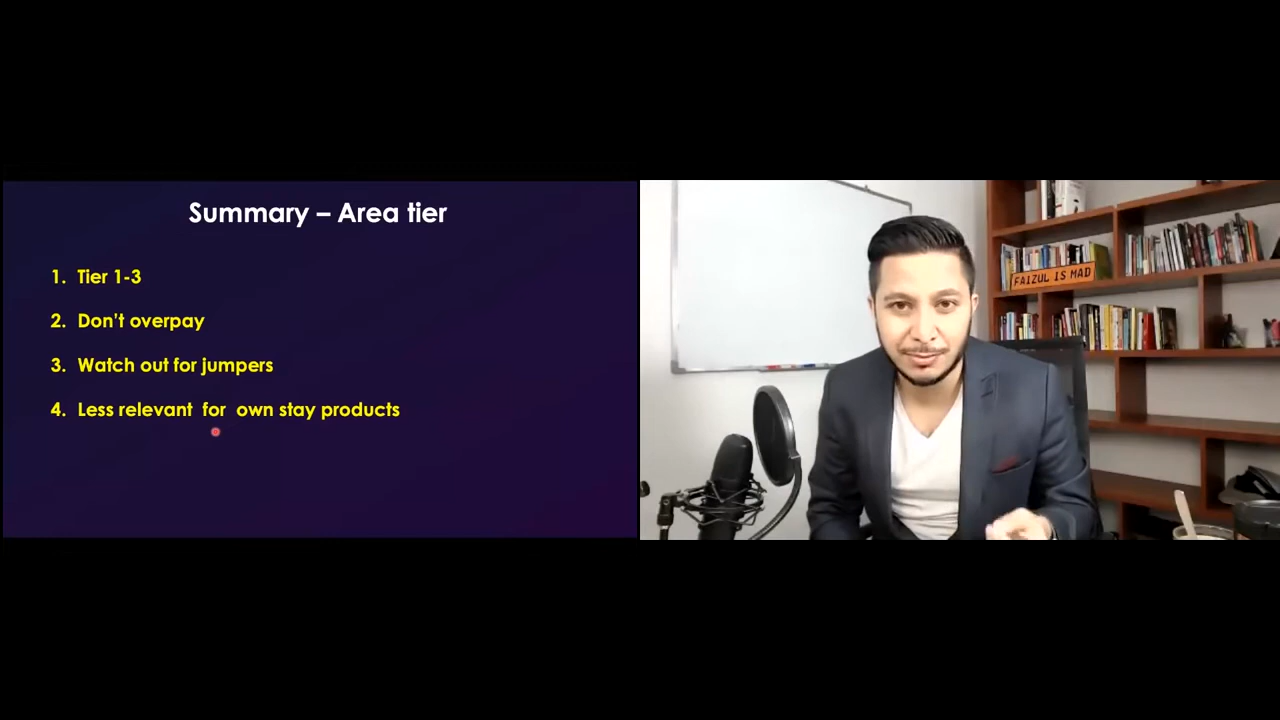 Summary – Area tier
1. Tier 1-3
2. Don't overpay
3. Watch out for jumpers
4. Less relevant  for  own stay products
FAIZUL IS MAD